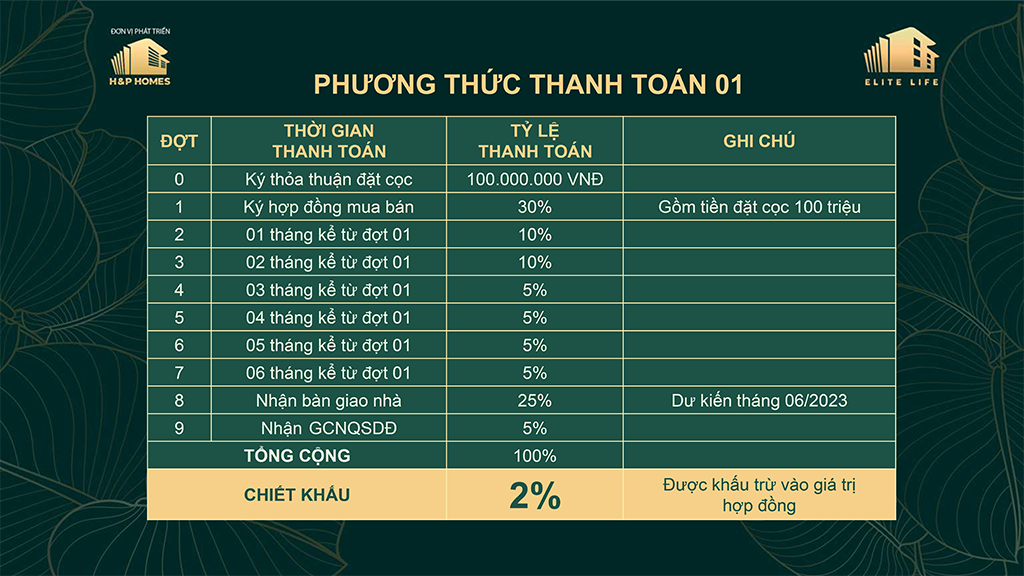 ĐƠN VỊ PHÁT TRIỂN
H&P HOMES
ELITE LIFE
PHƯƠNG THỨC THANH TOÁN 01
ĐỢT THỜI GIAN THANH TOÁN TỶ LỆ THANH TOÁN GHI CHÚ
0 Ký thỏa thuận đặt cọc 100.000.000 VNĐ
1 Ký hợp đồng mua bán 30% Gồm tiền đặt cọc 100 triệu
2 01 tháng kể từ đợt 01 10%
3 02 tháng kể từ đợt 01 10%
4 03 tháng kể từ đợt 01 5%
5 04 tháng kể từ đợt 01 5%
6 05 tháng kể từ đợt 01 5%
7 06 tháng kể từ đợt 01 5%
8 Nhận bàn giao nhà 25% Dư kiến tháng 06/2023
9 Nhận GCNQSDĐ 5%
TỔNG CỘNG 100%
CHIẾT KHẤU 2% Được khấu trừ vào giá trị
hợp đồng